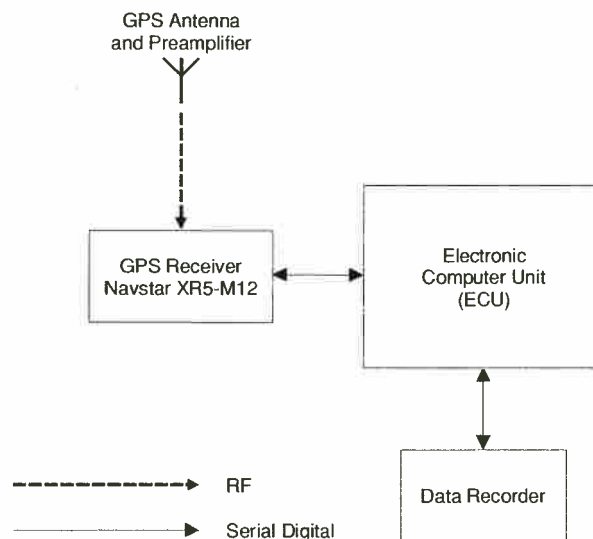 GPS Antenna
and Preamplifier
GPS Receiver
Navstar XR5-M12
Electronic
Computer Unit
(ECU)
Data Recorder
RF
Serial Digital